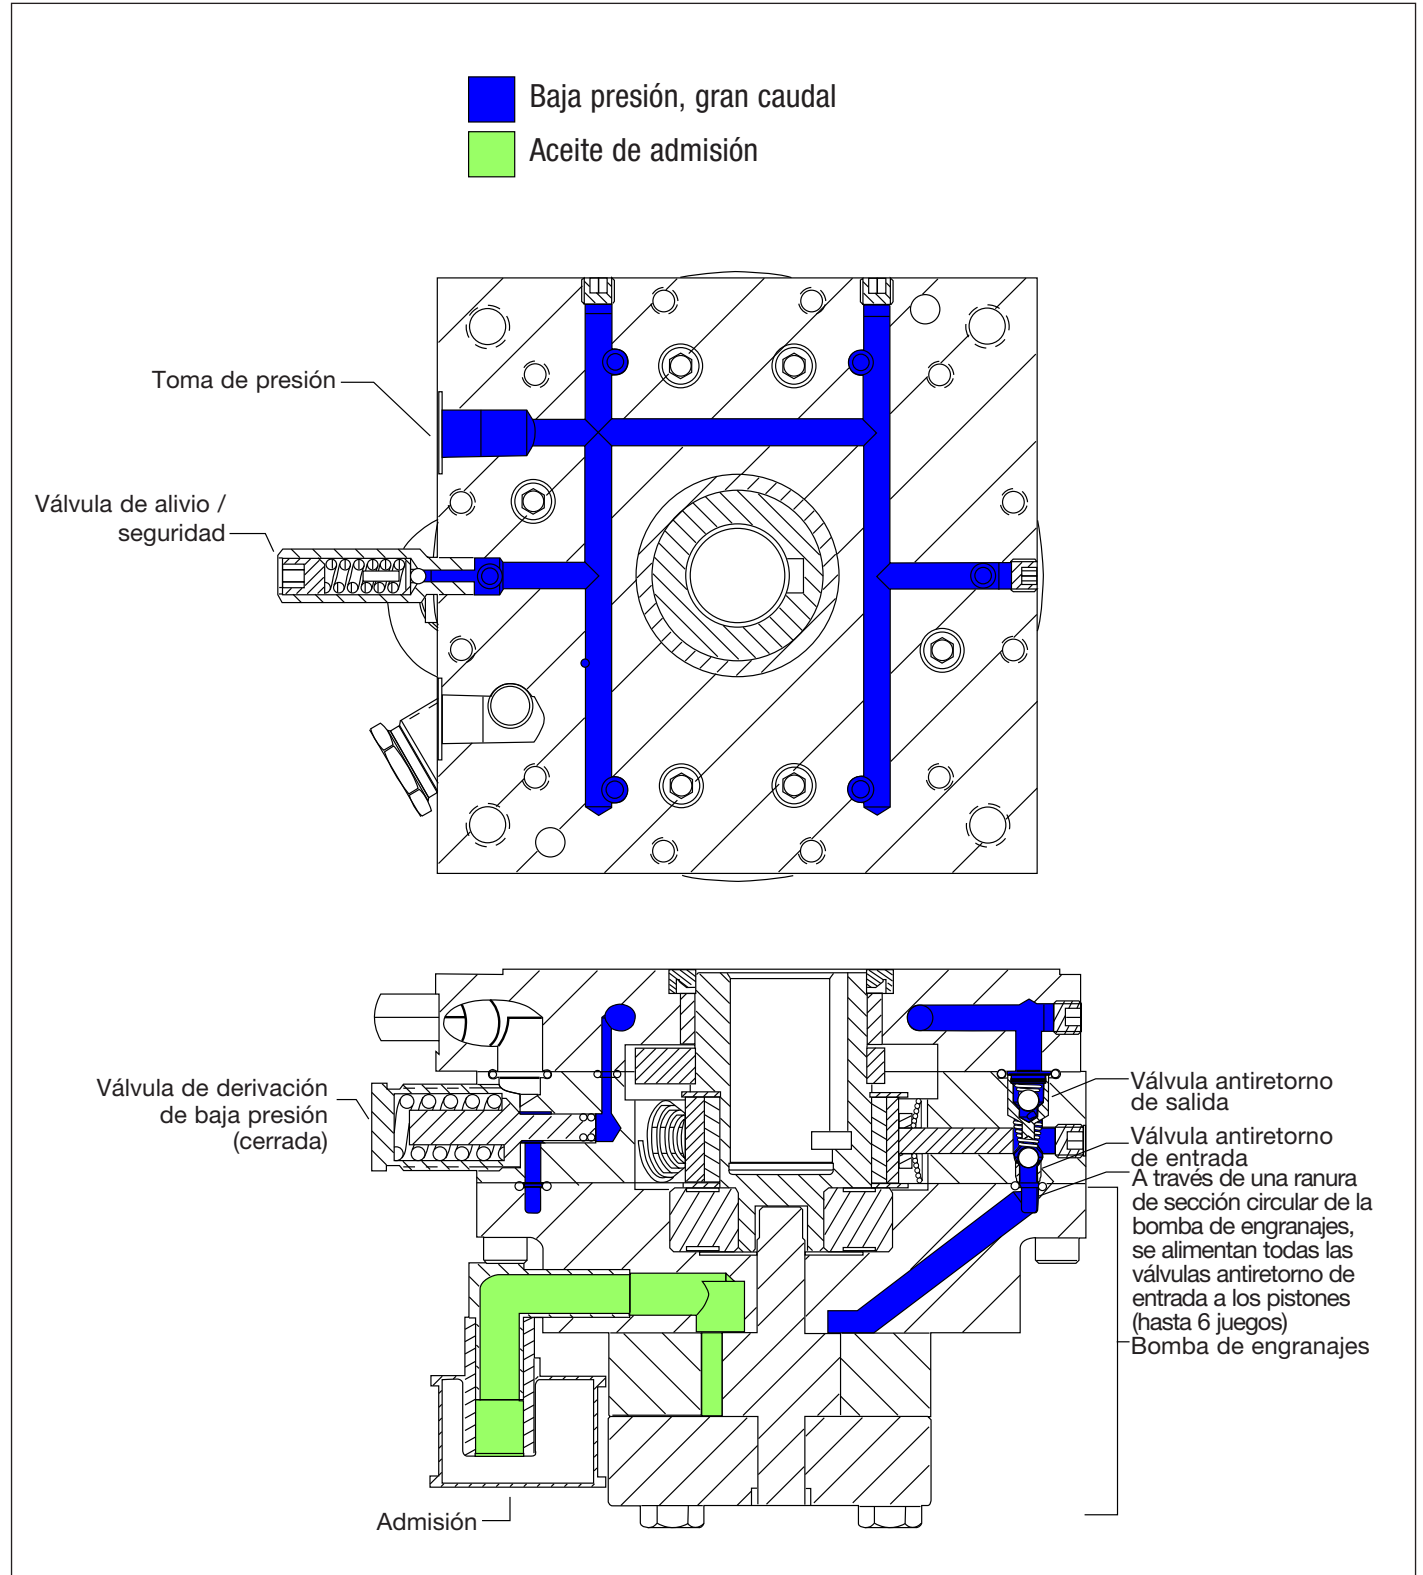 Baja presión, gran caudal
Aceite de admisión
Toma de presión
Válvula de alivio /
seguridad
Válvula de derivación
de baja presión
(cerrada)
Válvula antiretorno
de salida
Válvula antiretorno
de entrada
A través de una ranura
de sección circular de la
bomba de engranajes,
se alimentan todas las
válvulas antiretorno de
entrada a los pistones
(hasta 6 juegos)
Bomba de engranajes
Admisión